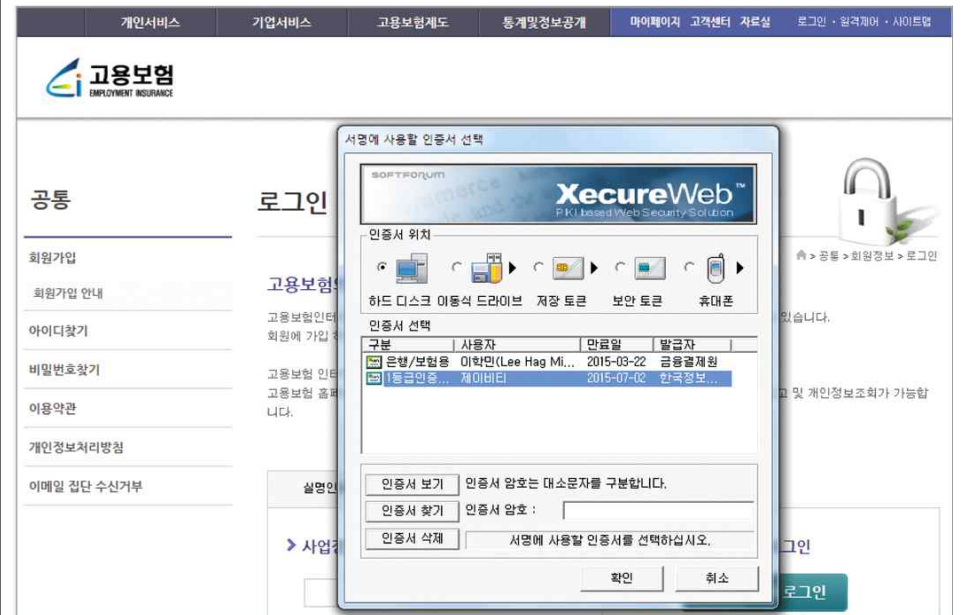 개인서비스 기업서비스 고용보험제도 통계및정보공개 마이페이지 고객센터 자료실 로그인 · 원격제어 · 사이트맵
고용보험
EMPLOYMENT INSURANCE
공통
회원가입
회원가입 안내
아이디찾기
비밀번호찾기
이용약관
개인정보처리방침
이메일 집단 수신거부
로그인
> 공통 > 회원정보 > 로그인
고용보험
고용보험인터
있습니다.
회원에 가입
고용보험 인터
고용보험 홈페
고 및 개인정보조회가 가능합
니다.
실명인
사업장
그인
로그인
서명에 사용할 인증서 선택
SOFTFORUM
XecureWeb™
PKI based Web Security Solution
인증서 위치
하드 디스크 이동식 드라이브 저장 토큰 보안 토큰 휴대폰
인증서 선택
구분 사용자 만료일 발급자
은행/보험용 이학민(Lee Hag Mi... 2015-03-22 금융결제원
1등급인증... 제이비티 2015-07-02 한국정보...
인증서 보기 인증서 암호는 대소문자를 구분합니다.
인증서 찾기 인증서 암호 :
인증서 삭제 서명에 사용할 인증서를 선택하십시오.
확인 취소